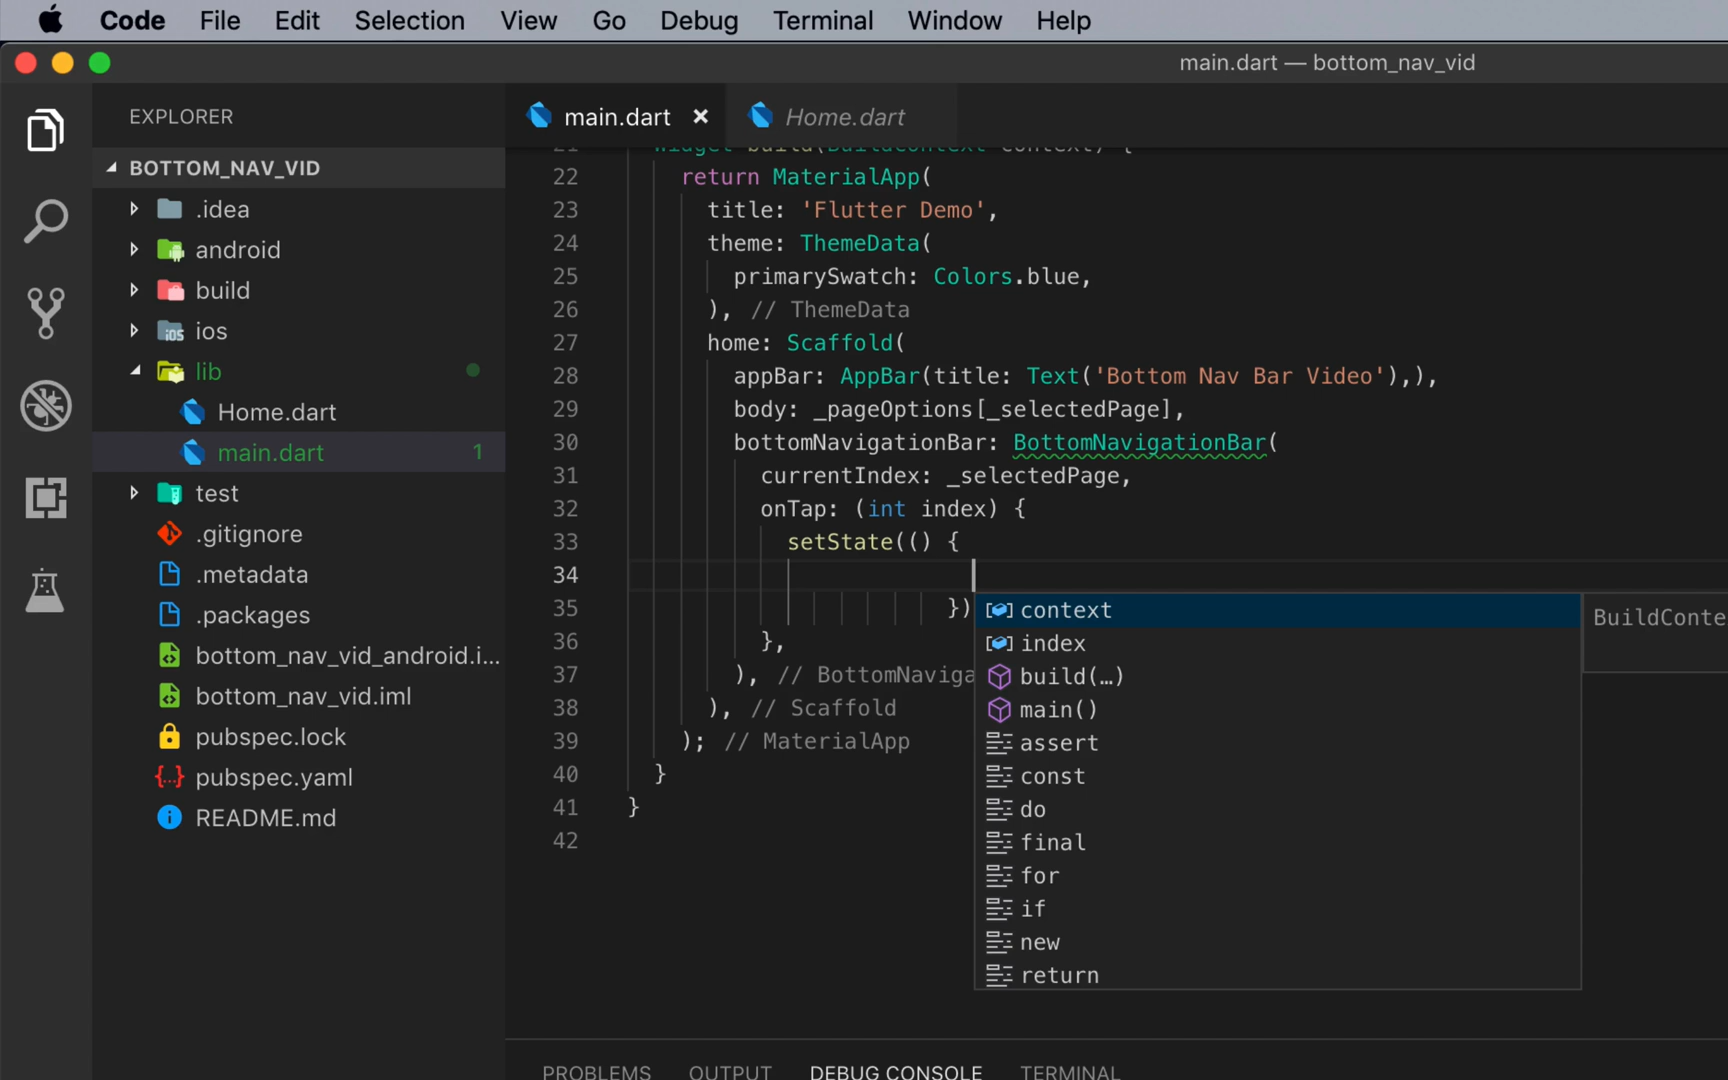 Code File Edit Selection View Go Debug Terminal Window Help
main.dart — bottom_nav_vid
EXPLORER
BOTTOM_NAV_VID
.idea
android
build
ios
lib
Home.dart
main.dart 1
test
.gitignore
.metadata
.packages
bottom_nav_vid_android.i...
bottom_nav_vid.iml
pubspec.lock
pubspec.yaml
README.md
main.dart × Home.dart
21 Widget build(BuildContext context) {
22 return MaterialApp(
23 title: 'Flutter Demo',
24 theme: ThemeData(
25 primarySwatch: Colors.blue,
26 ), // ThemeData
27 home: Scaffold(
28 appBar: AppBar(title: Text('Bottom Nav Bar Video'),),
29 body: _pageOptions[_selectedPage],
30 bottomNavigationBar: BottomNavigationBar(
31 currentIndex: _selectedPage,
32 onTap: (int index) {
33 setState(() {
34
35 })
36 },
37 ), // BottomNaviga
38 ), // Scaffold
39 ); // MaterialApp
40 }
41 }
42
context
index
build(…)
main()
assert
const
do
final
for
if
new
return
BuildConte
PROBLEMS OUTPUT DEBUG CONSOLE TERMINAL